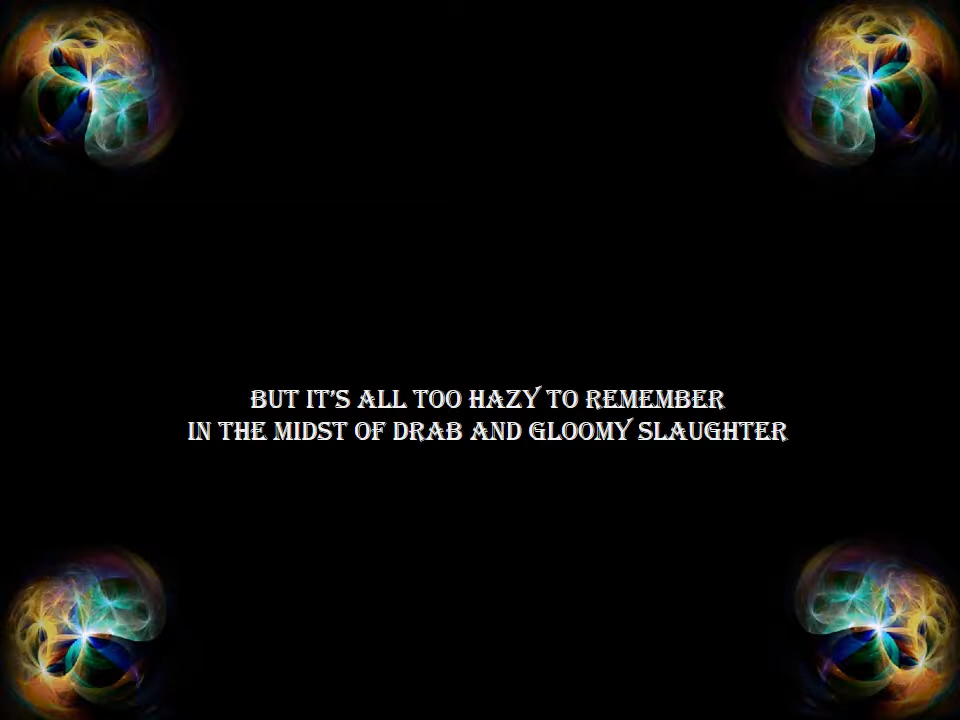 BUT IT'S ALL TOO HAZY TO REMEMBER
IN THE MIDST OF DRAB AND GLOOMY SLAUGHTER